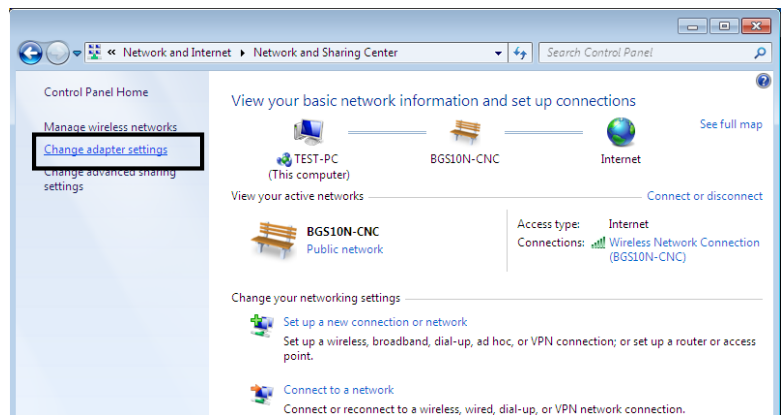 « Network and Internet ▸ Network and Sharing Center
Search Control Panel
Control Panel Home
Manage wireless networks
Change adapter settings
Change advanced sharing
settings
View your basic network information and set up connections
See full map
TEST-PC
(This computer)
BGS10N-CNC
Internet
View your active networks
Connect or disconnect
BGS10N-CNC
Public network
Access type: Internet
Connections: Wireless Network Connection
(BGS10N-CNC)
Change your networking settings
Set up a new connection or network
Set up a wireless, broadband, dial-up, ad hoc, or VPN connection; or set up a router or access
point.
Connect to a network
Connect or reconnect to a wireless, wired, dial-up, or VPN network connection.